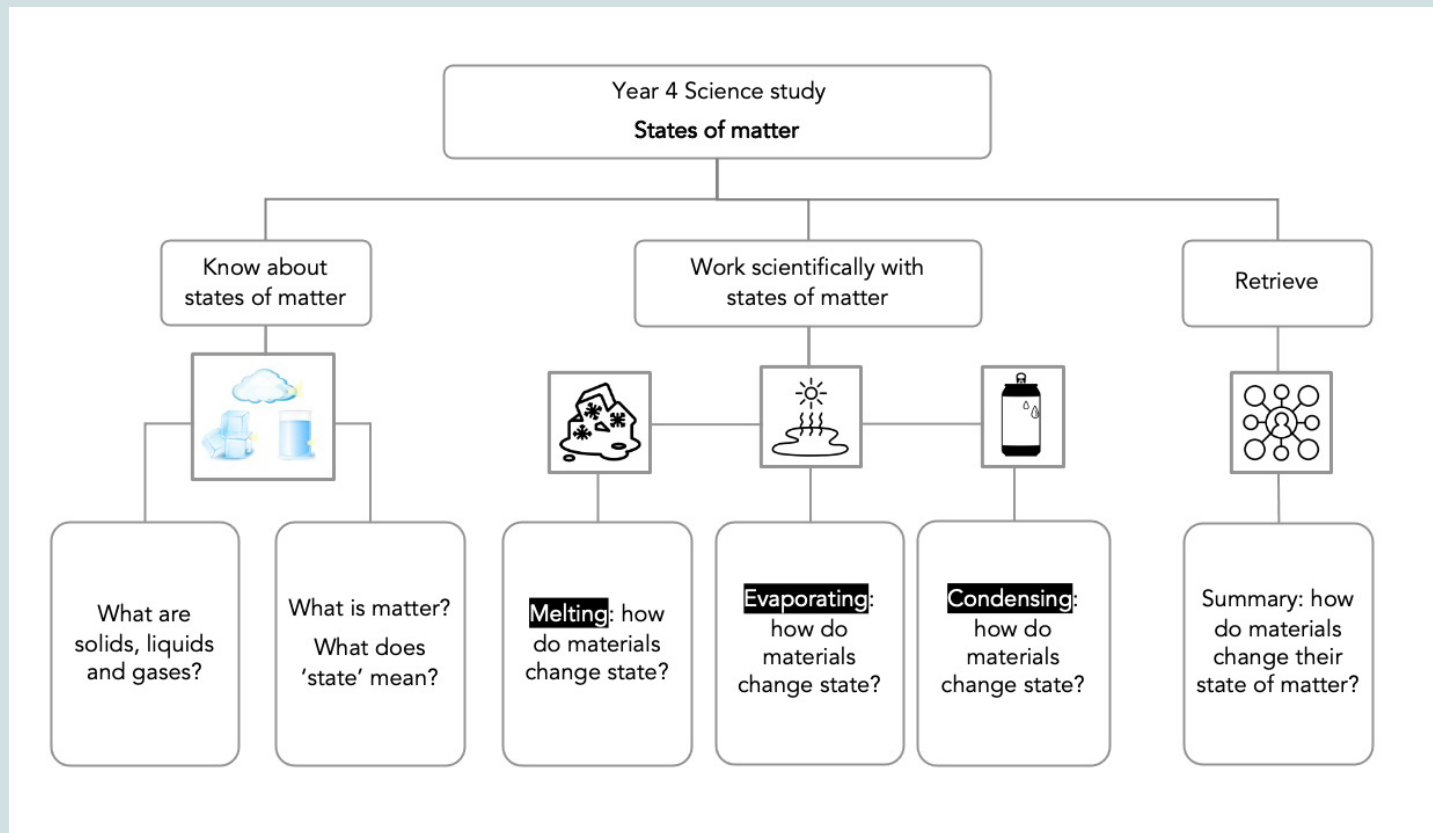 Year 4 Science study
States of matter
Know about
states of matter
Work scientifically with
states of matter
Retrieve
What are
solids, liquids
and gases?
What is matter?
What does
‘state’ mean?
Melting: how
do materials
change state?
Evaporating:
how do
materials
change state?
Condensing:
how do
materials
change state?
Summary: how
do materials
change their
state of matter?